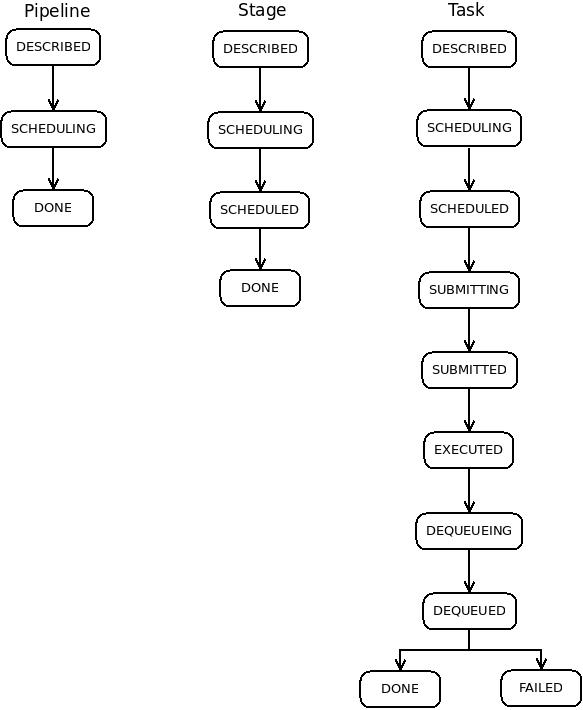 Pipeline
DESCRIBED
SCHEDULING
DONE
Stage
DESCRIBED
SCHEDULING
SCHEDULED
DONE
Task
DESCRIBED
SCHEDULING
SCHEDULED
SUBMITTING
SUBMITTED
EXECUTED
DEQUEUEING
DEQUEUED
DONE
FAILED